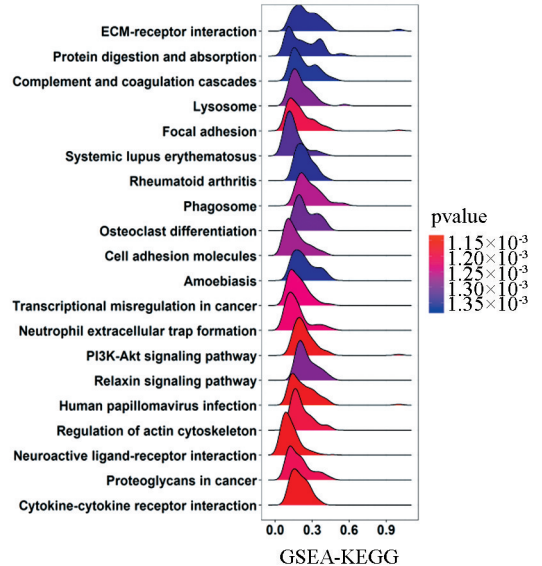 ECM-receptor interaction
Protein digestion and absorption
Complement and coagulation cascades
Lysosome
Focal adhesion
Systemic lupus erythematosus
Rheumatoid arthritis
Phagosome
Osteoclast differentiation
Cell adhesion molecules
Amoebiasis
Transcriptional misregulation in cancer
Neutrophil extracellular trap formation
PI3K-Akt signaling pathway
Relaxin signaling pathway
Human papillomavirus infection
Regulation of actin cytoskeleton
Neuroactive ligand-receptor interaction
Proteoglycans in cancer
Cytokine-cytokine receptor interaction
0.0 0.3 0.6 0.9
GSEA-KEGG
pvalue
1.15×10⁻³
1.20×10⁻³
1.25×10⁻³
1.30×10⁻³
1.35×10⁻³